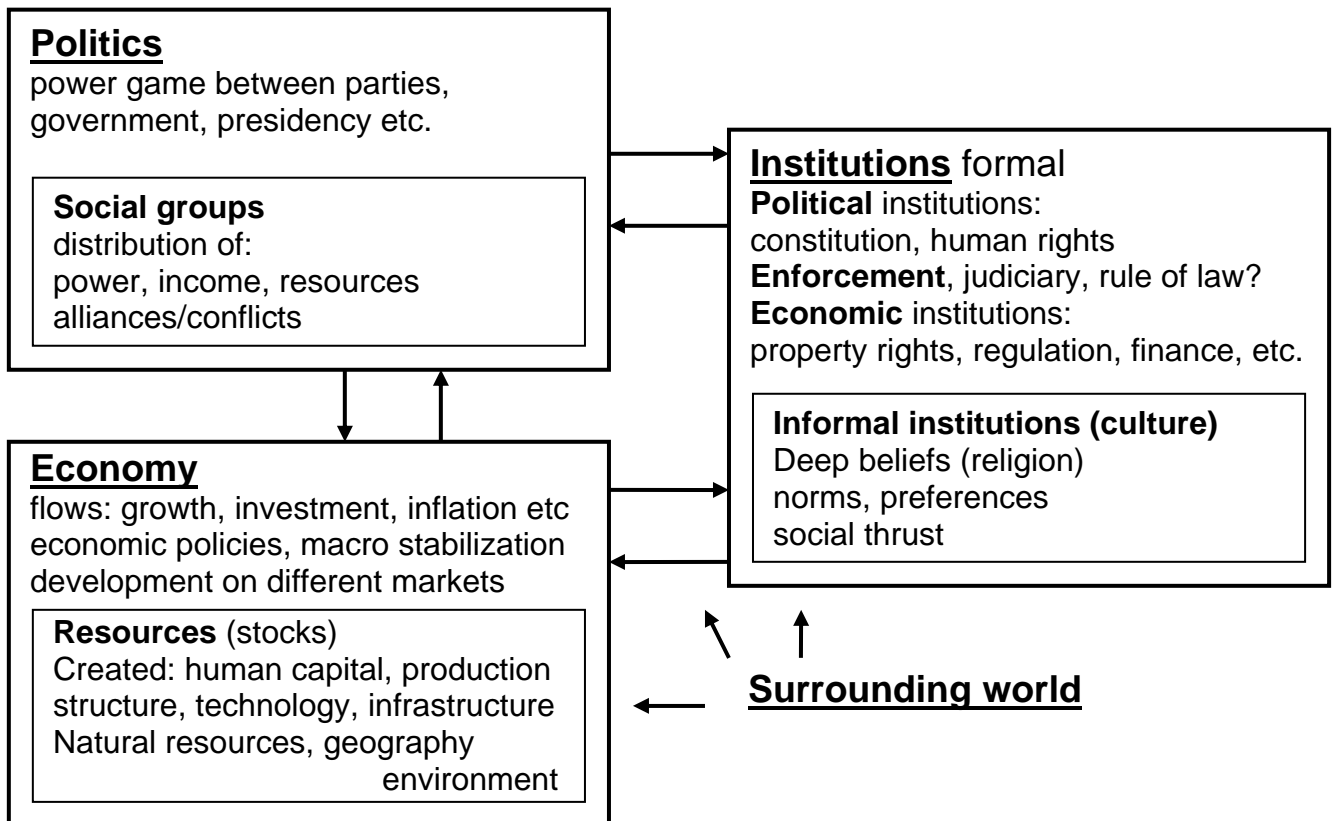 Politics
power game between parties,
government, presidency etc.
Social groups
distribution of:
power, income, resources
alliances/conflicts
Institutions formal
Political institutions:
constitution, human rights
Enforcement, judiciary, rule of law?
Economic institutions:
property rights, regulation, finance, etc.
Informal institutions (culture)
Deep beliefs (religion)
norms, preferences
social thrust
Economy
flows: growth, investment, inflation etc
economic policies, macro stabilization
development on different markets
Resources (stocks)
Created: human capital, production
structure, technology, infrastructure
Natural resources, geography
environment
Surrounding world